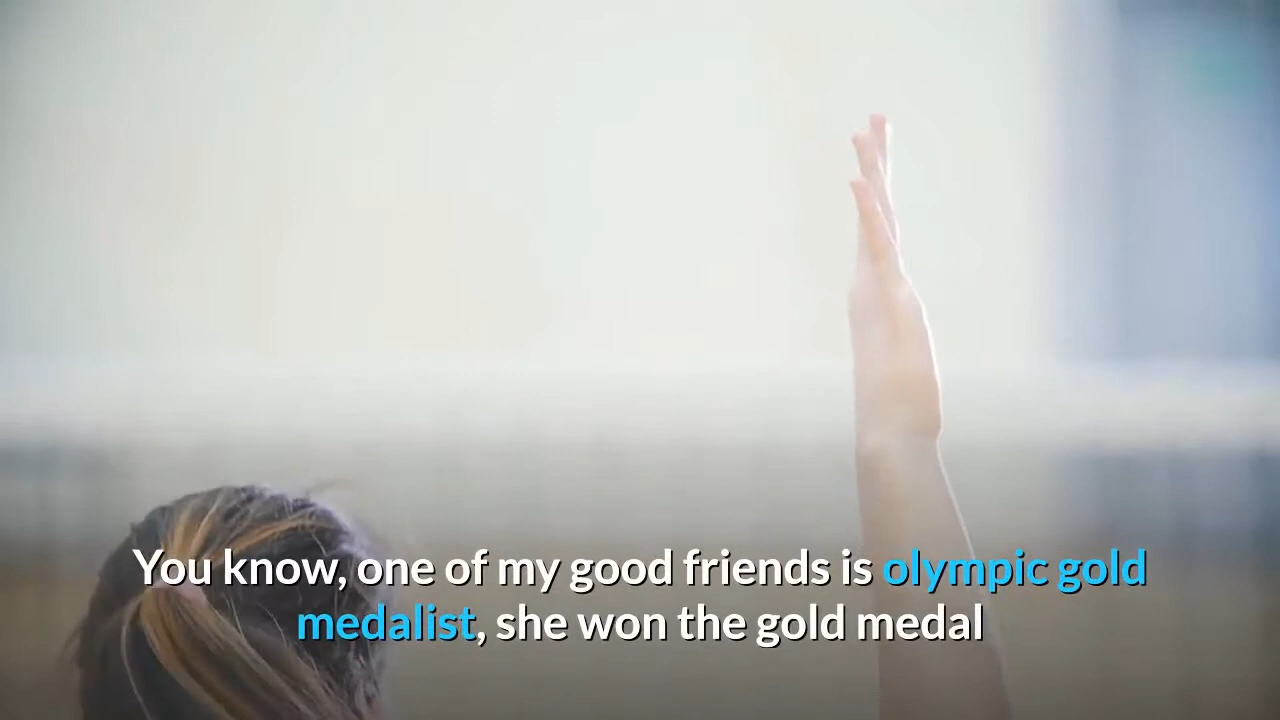 You know, one of my good friends is olympic gold
medalist, she won the gold medal